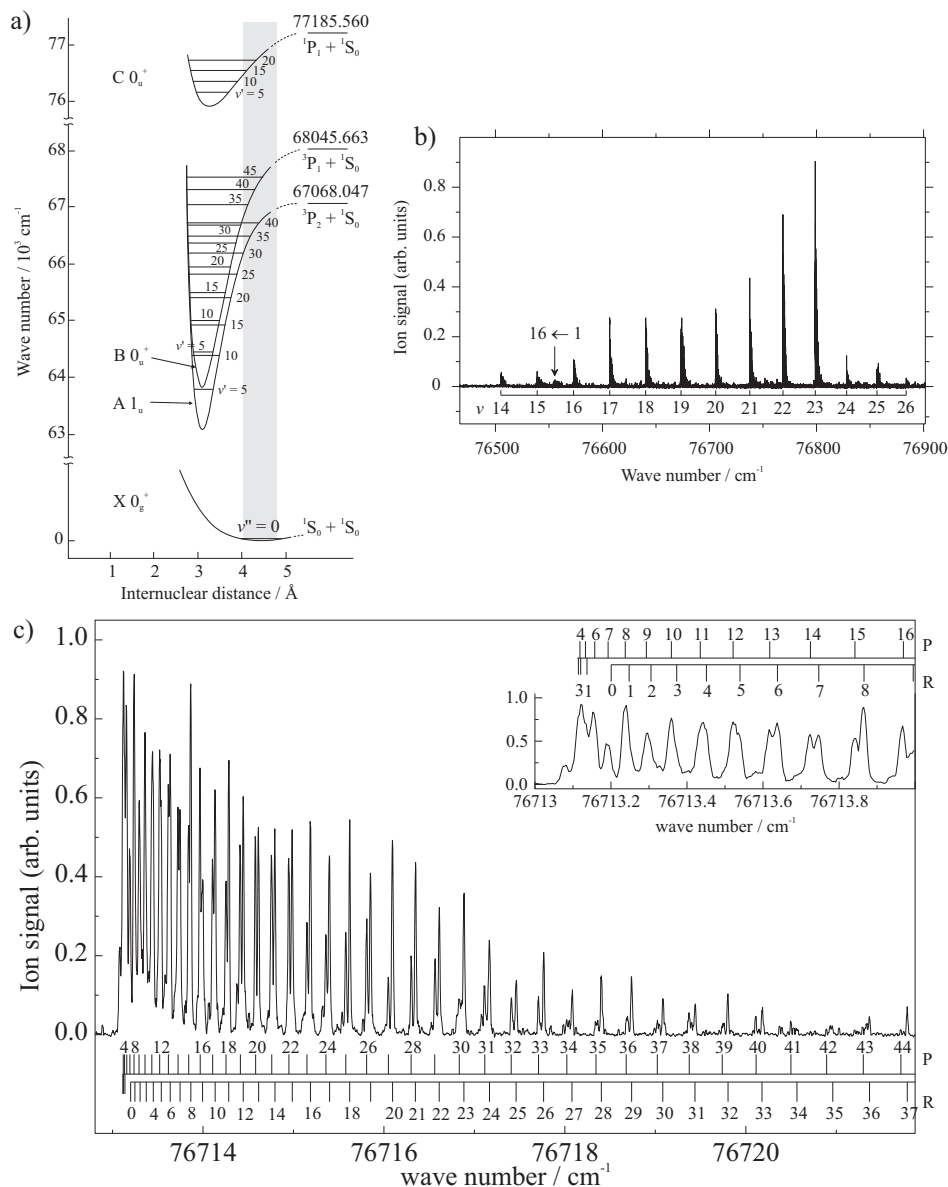 a)
77185.560
¹P₁ + ¹S₀
77
76
C 0ᵤ⁺
20
15
10
v' = 5
68
67
66
65
64
63
0
Wave number / 10³ cm⁻¹
68045.663
³P₁ + ¹S₀
67068.047
³P₂ + ¹S₀
45
40
35
30
25
20
15
10
v' = 5
40
35
30
25
20
15
10
v' = 5
B 0ᵤ⁺
A 1ᵤ
X 0g⁺
v'' = 0
¹S₀ + ¹S₀
1 2 3 4 5
Internuclear distance / Å
b)
Ion signal (arb. units)
0.8
0.6
0.4
0.2
0
16 ← 1
v 14 15 16 17 18 19 20 21 22 23 24 25 26
76500 76600 76700 76800 76900
Wave number / cm⁻¹
c)
Ion signal (arb. units)
1.0
0.8
0.6
0.4
0.2
0.0
4 6 7 8 9 10 11 12 13 14 15 16 P
31 0 1 2 3 4 5 6 7 8 R
1.0
0.5
0.0
76713 76713.2 76713.4 76713.6 76713.8
wave number / cm⁻¹
4 8 12 16 18 20 22 24 26 28 30 31 32 33 34 35 36 37 38 39 40 41 42 43 44 P
0 4 6 8 10 12 14 16 18 20 21 22 23 24 25 26 27 28 29 30 31 32 33 34 35 36 37 R
76714 76716 76718 76720
wave number / cm⁻¹